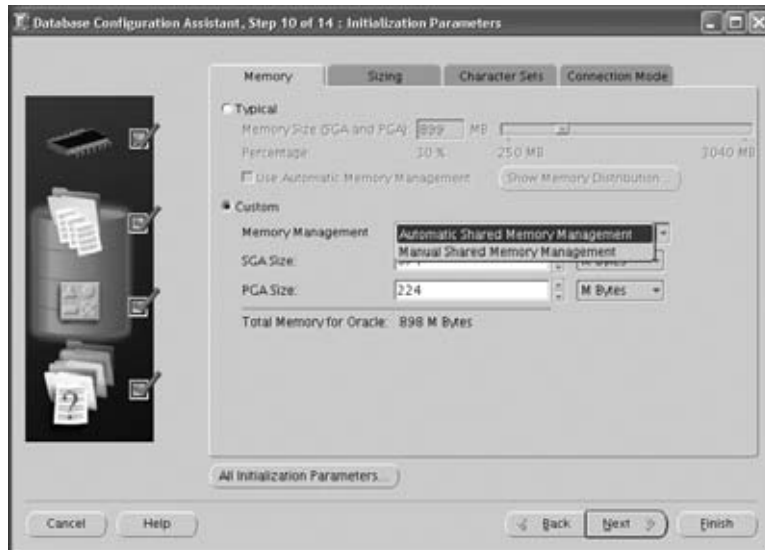 Database Configuration Assistant, Step 10 of 14 : Initialization Parameters
Memory Sizing Character Sets Connection Mode
Typical
Memory Size (SGA and PGA): 899 MB
Percentage: 30 % 250 MB 3040 MB
Use Automatic Memory Management Show Memory Distribution...
Custom
Memory Management Automatic Shared Memory Management
Manual Shared Memory Management
SGA Size: M Bytes
PGA Size: 224 M Bytes
Total Memory for Oracle: 898 M Bytes
?
All Initialization Parameters...
Cancel Help Back Next Finish